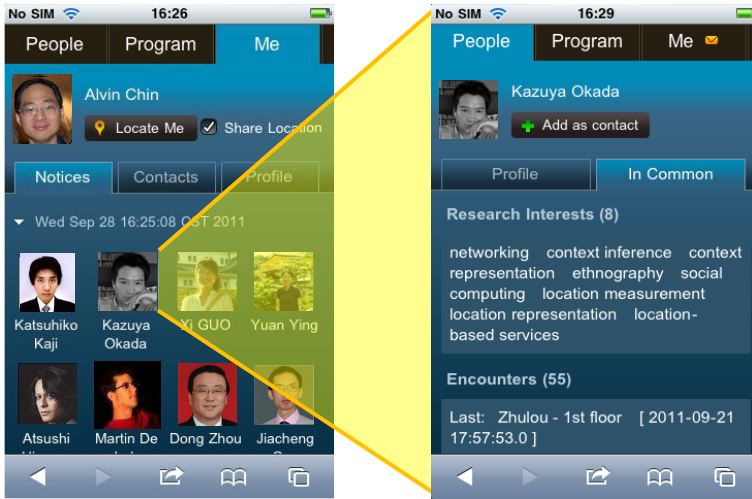 No SIM 16:26
People Program Me
Alvin Chin
Locate Me Share Location
Notices Contacts Profile
Wed Sep 28 16:25:08 CST 2011
Katsuhiko Kazuya Xi GUO Yuan Ying
Kaji Okada
Atsushi Martin De Dong Zhou Jiacheng
No SIM 16:29
People Program Me
Kazuya Okada
Add as contact
Profile In Common
Research Interests (8)
networking context inference context
representation ethnography social
computing location measurement
location representation location-
based services
Encounters (55)
Last: Zhulou - 1st floor [ 2011-09-21
17:57:53.0 ]